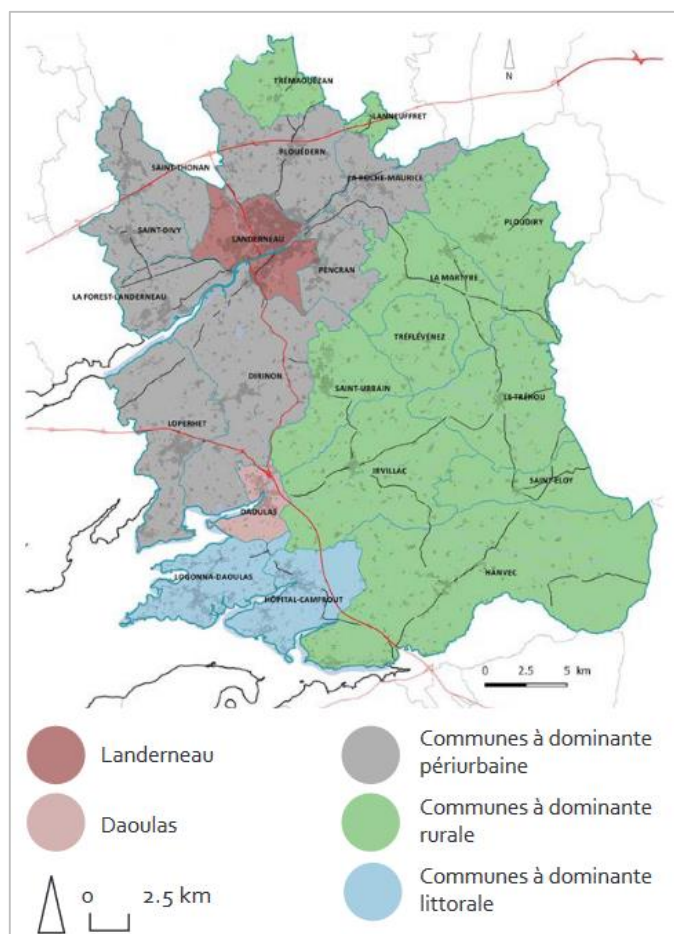 TRÉMAOUÉZAN
N
LANNEUFFRET
PLOUÉDERN
SAINT-THONAN
LA ROCHE-MAURICE
PLOUDIRY
SAINT-DIVY
LANDERNEAU
PENCRAN
LA MARTYRE
LA FOREST-LANDERNEAU
TRÉFLÉVÉNEZ
DIRINON
SAINT-URBAIN
LE TRÉHOU
LOPERHET
IRVILLAC
SAINT-ELOY
DAOULAS
LOGONNA-DAOULAS
HANVEC
HÔPITAL-CAMFROUT
0 2.5 5 km
Landerneau
Communes à dominante
périurbaine
Daoulas
Communes à dominante
rurale
0 2.5 km
Communes à dominante
littorale